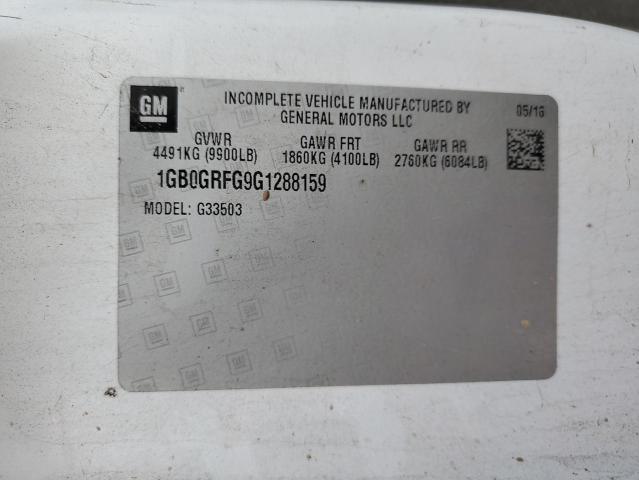 GM
INCOMPLETE VEHICLE MANUFACTURED BY
GENERAL MOTORS LLC
05/16
GVWR GAWR FRT GAWR RR
4491KG (9900LB) 1860KG (4100LB) 2760KG (6084LB)
1GB0GRFG9G1288159
MODEL: G33503